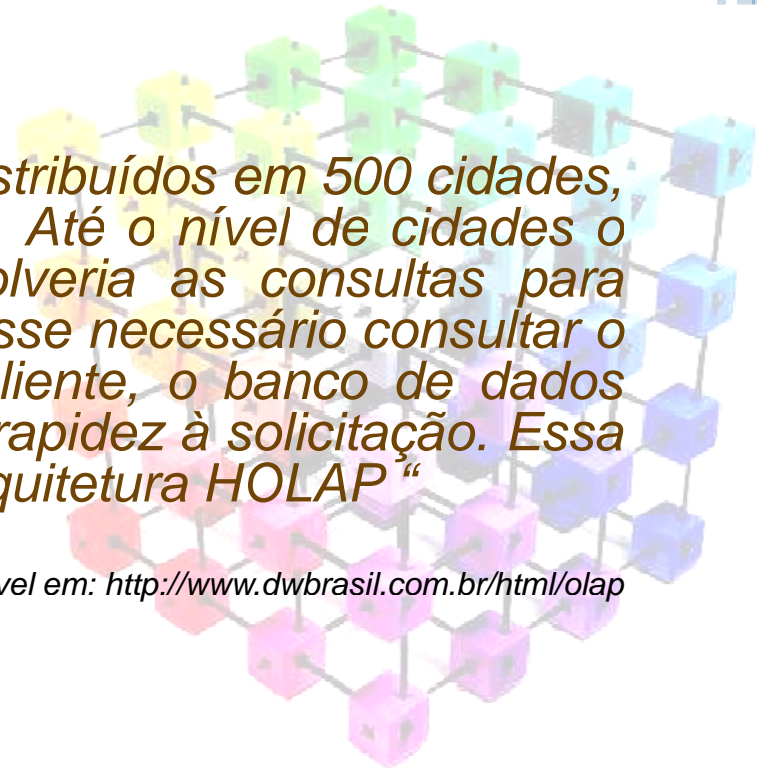 stribuídos em 500 cidades,
Até o nível de cidades o
olveria as consultas para
sse necessário consultar o
liente, o banco de dados
rapidez à solicitação. Essa
quitetura HOLAP “
vel em: http://www.dwbrasil.com.br/html/olap